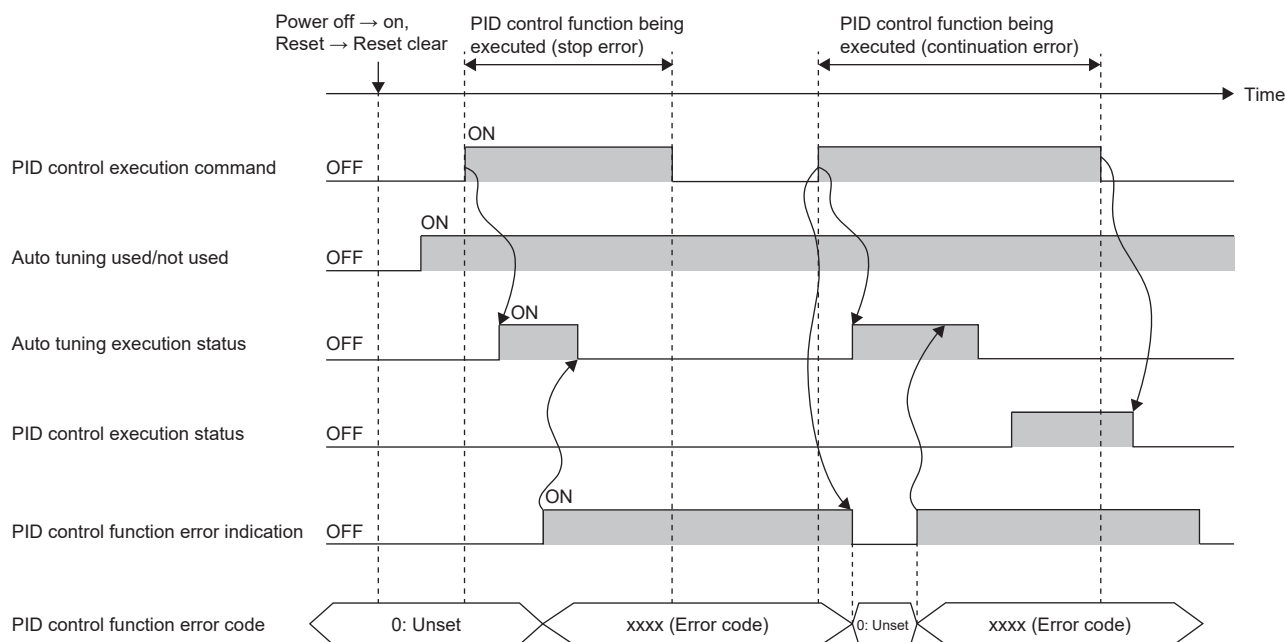 Power off → on,
Reset → Reset clear
PID control function being
executed (stop error)
PID control function being
executed (continuation error)
Time
PID control execution command
OFF
ON
Auto tuning used/not used
OFF
ON
Auto tuning execution status
OFF
ON
PID control execution status
OFF
PID control function error indication
OFF
ON
PID control function error code
0: Unset
xxxx (Error code)
0: Unset
xxxx (Error code)